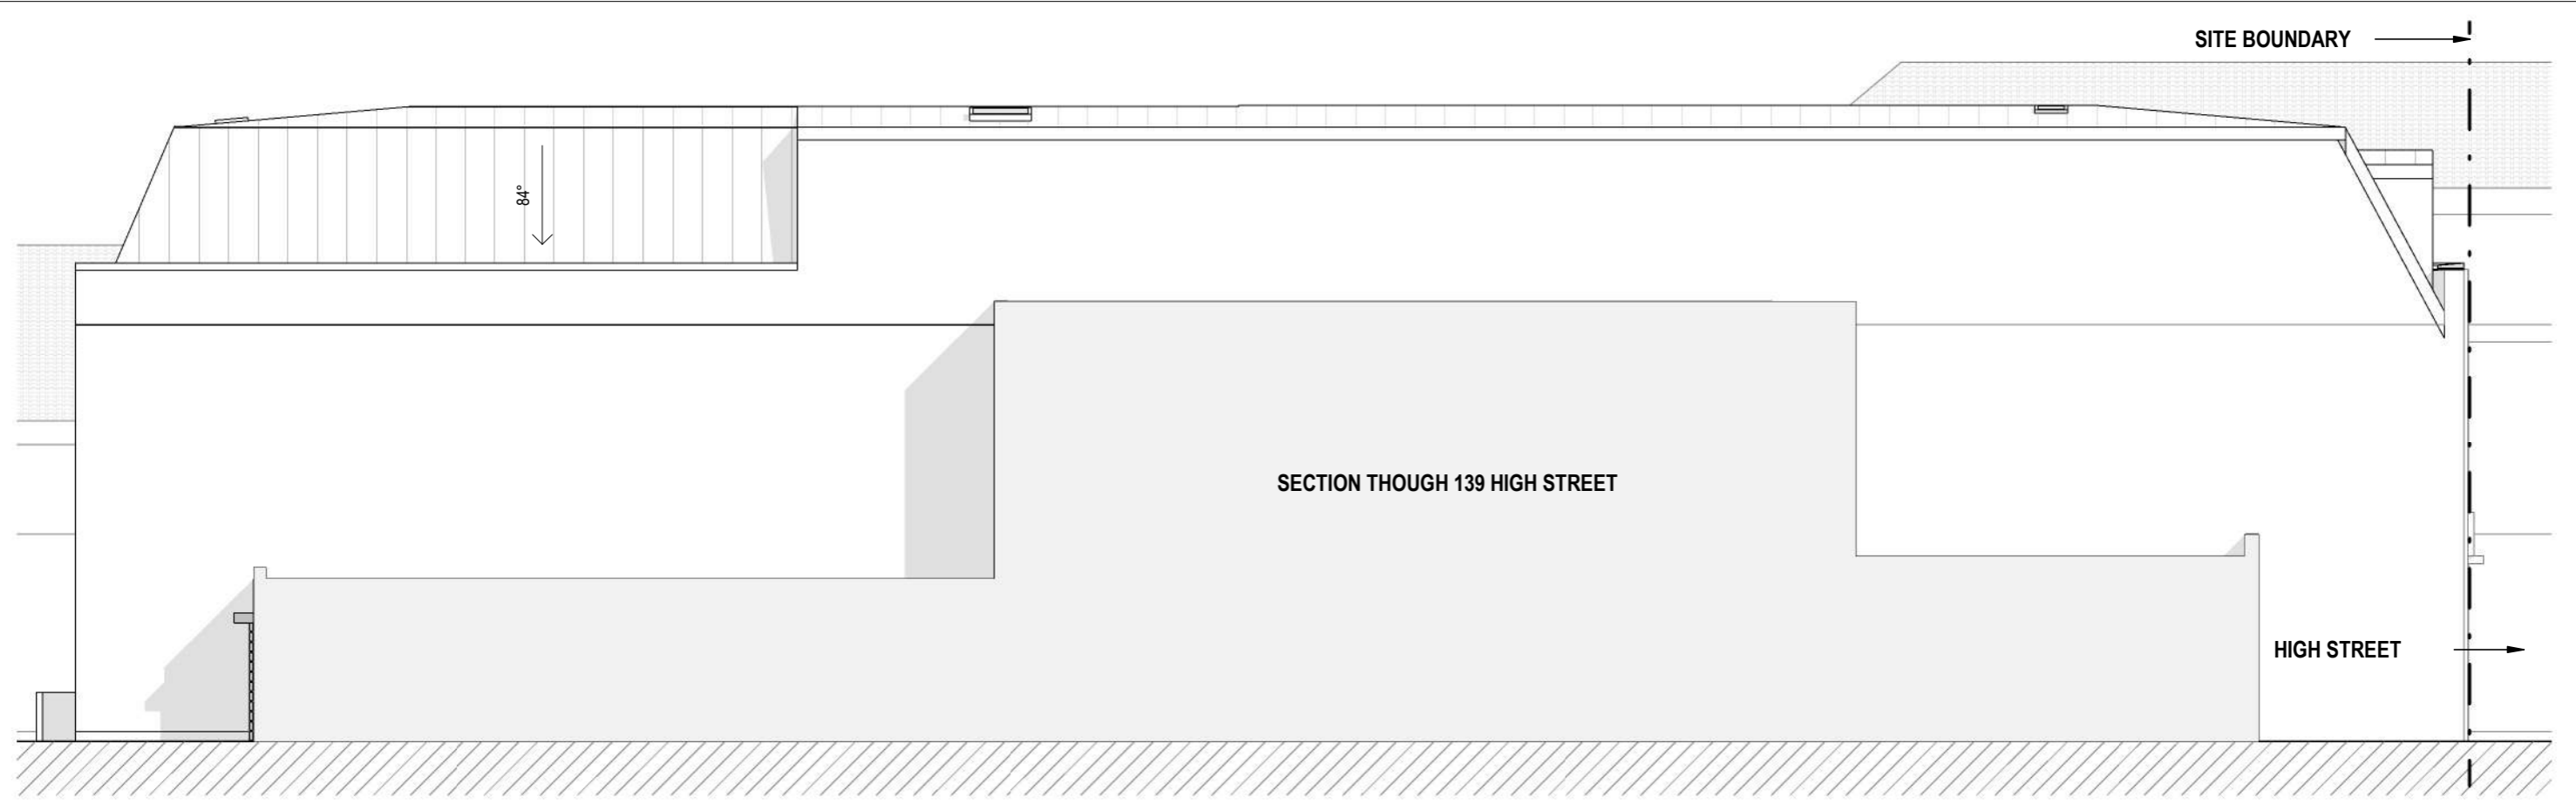 SITE BOUNDARY
84°
SECTION THOUGH 139 HIGH STREET
HIGH STREET